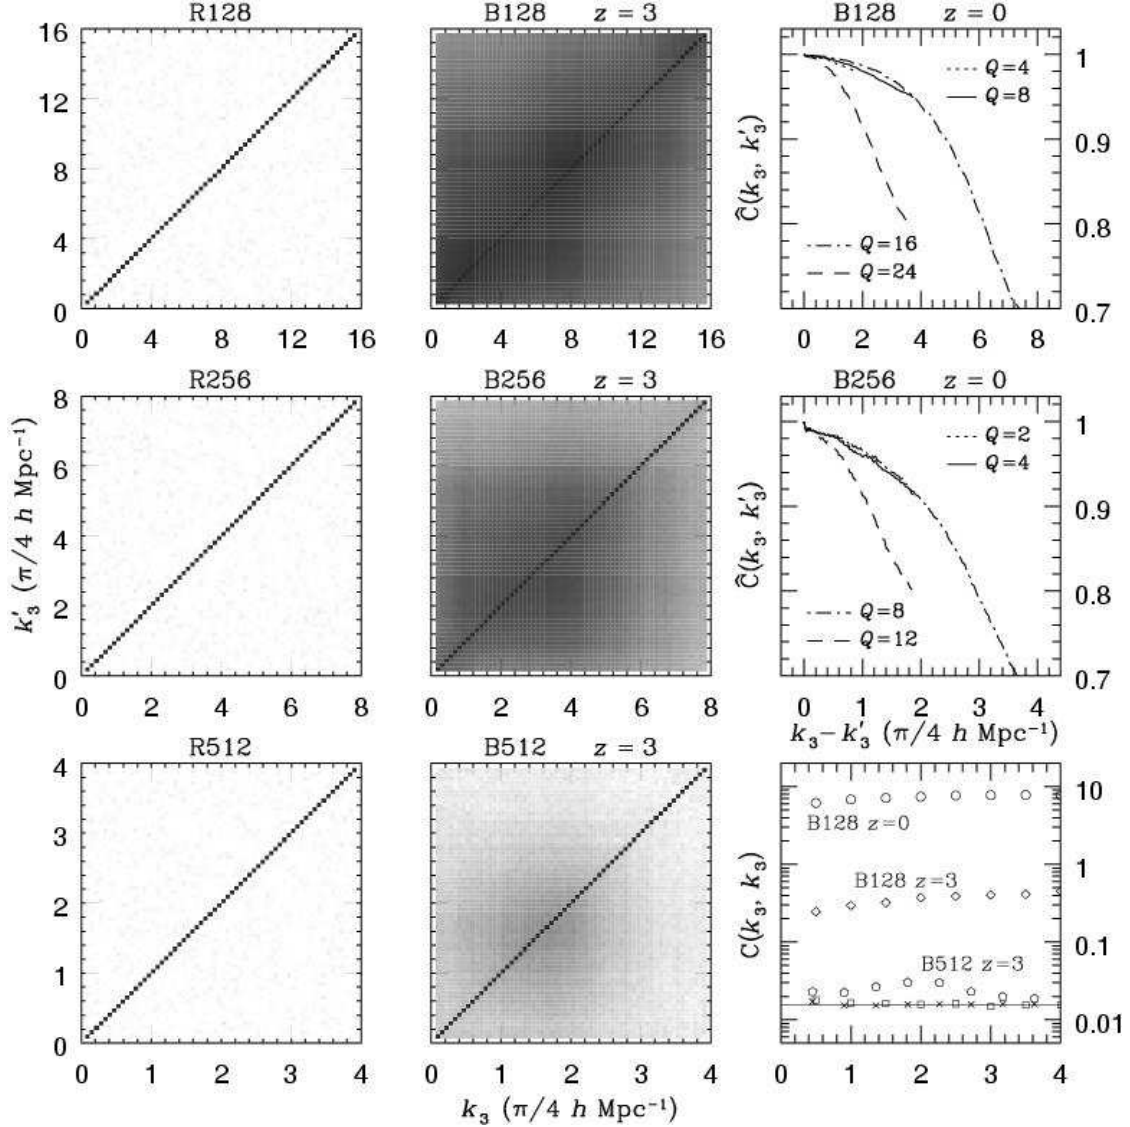 R128
B128 z = 3
B128 z = 0
16
12
8
4
0
0 4 8 12 16
0 4 8 12 16
Q=4
Q=8
Q=16
Q=24
1
0.9
0.8
0.7
Ĉ(k₃, k′₃)
0 2 4 6 8
R256
B256 z = 3
B256 z = 0
8
6
4
2
0
k′₃ (π/4 h Mpc⁻¹)
0 2 4 6 8
0 2 4 6 8
Q=2
Q=4
Q=8
Q=12
1
0.9
0.8
0.7
Ĉ(k₃, k′₃)
0 1 2 3 4
k₃−k′₃ (π/4 h Mpc⁻¹)
R512
B512 z = 3
4
3
2
1
0
0 1 2 3 4
0 1 2 3 4
B128 z=0
B128 z=3
B512 z=3
10
1
0.1
0.01
C(k₃, k₃)
0 1 2 3 4
k₃ (π/4 h Mpc⁻¹)